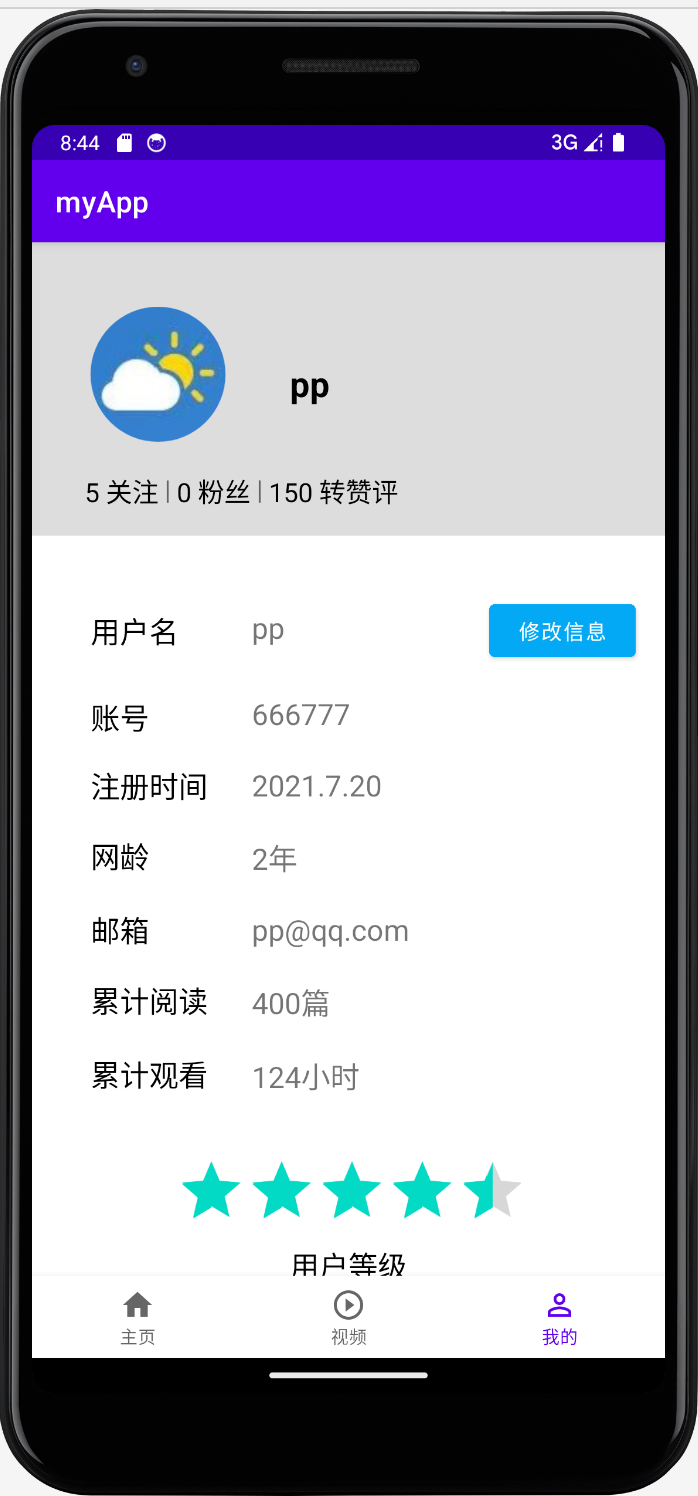 8:44 3G
myApp
pp
5 关注 | 0 粉丝 | 150 转赞评
用户名 pp 修改信息
账号 666777
注册时间 2021.7.20
网龄 2年
邮箱 pp@qq.com
累计阅读 400篇
累计观看 124小时
用户等级
主页 视频 我的